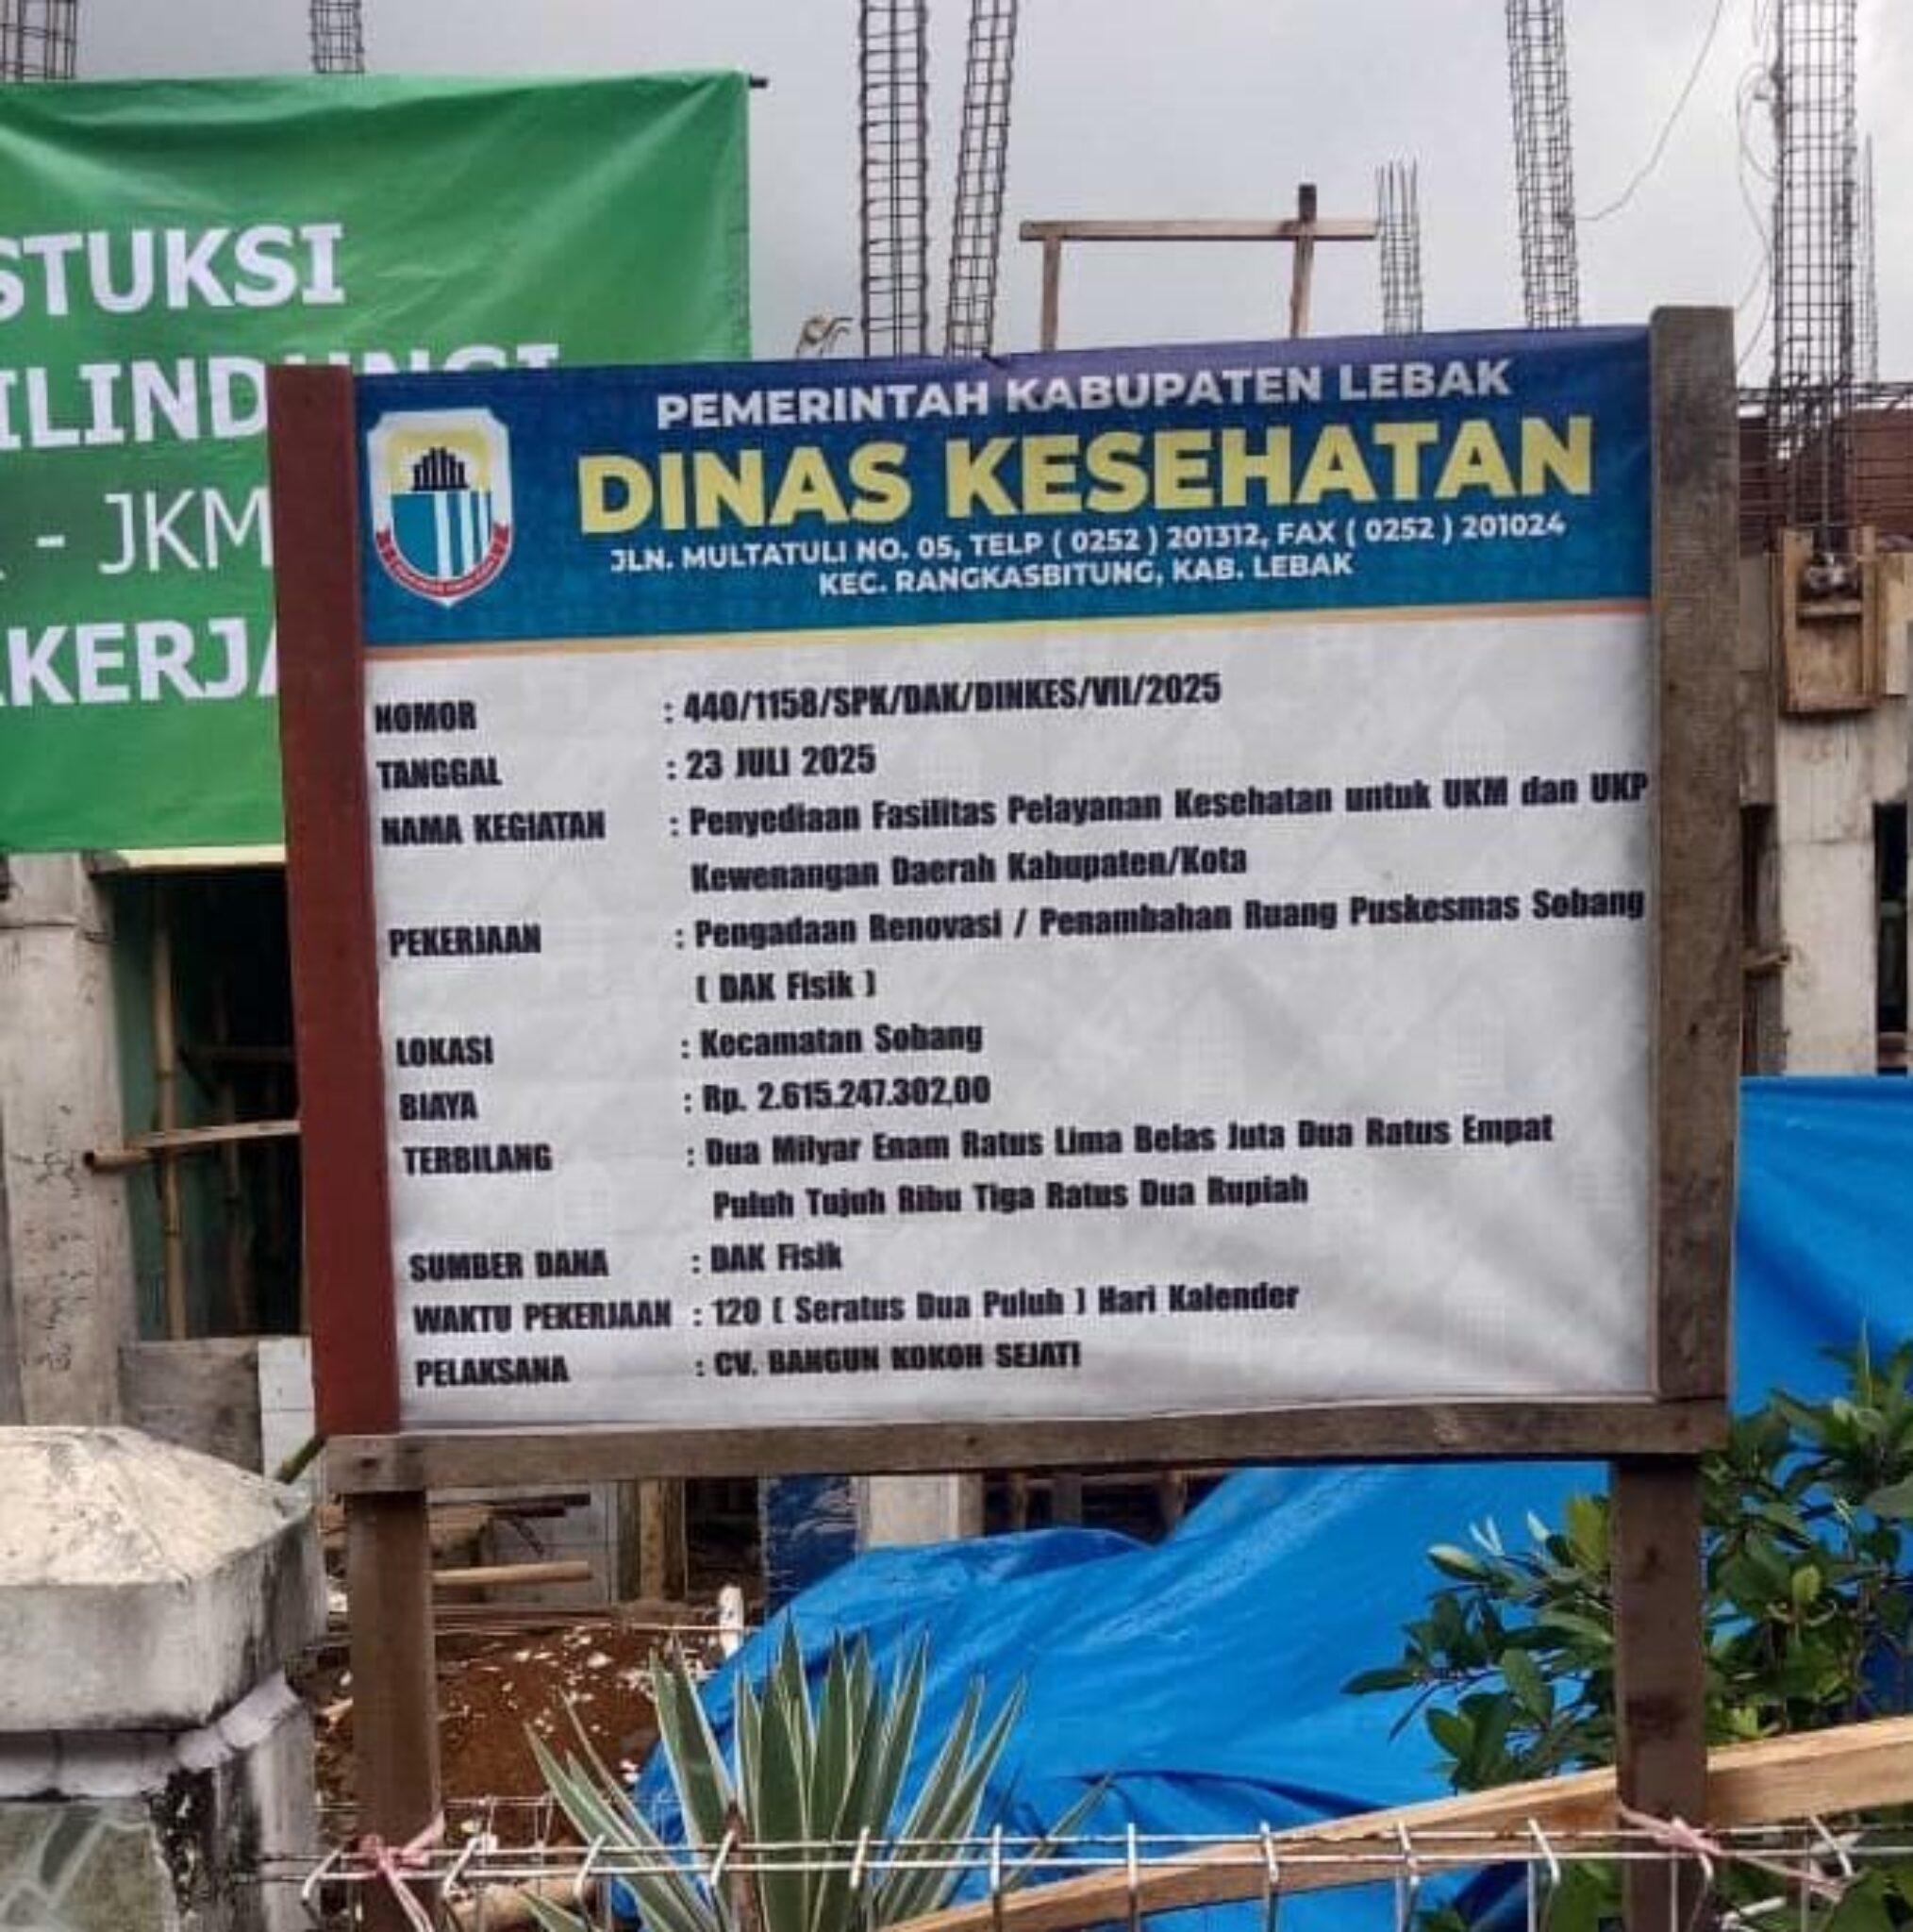 STUKSI
ILINDUNGI
- JKM
KERJA
PEMERINTAH KABUPATEN LEBAK
DINAS KESEHATAN
JLN. MULTATULI NO. 05, TELP ( 0252 ) 201312, FAX ( 0252 ) 201024
KEC. RANGKASBITUNG, KAB. LEBAK
NOMOR : 440/1158/SPK/DAK/DINKES/VII/2025
TANGGAL : 23 JULI 2025
NAMA KEGIATAN : Penyediaan Fasilitas Pelayanan Kesehatan untuk UKM dan UKP
Kewenangan Daerah Kabupaten/Kota
PEKERJAAN : Pengadaan Renovasi / Penambahan Ruang Puskesmas Sobang
( DAK Fisik )
LOKASI : Kecamatan Sobang
BIAYA : Rp. 2.615.247.302,00
TERBILANG : Dua Milyar Enam Ratus Lima Belas Juta Dua Ratus Empat
Puluh Tujuh Ribu Tiga Ratus Dua Rupiah
SUMBER DANA : DAK Fisik
WAKTU PEKERJAAN : 120 ( Seratus Dua Puluh ) Hari Kalender
PELAKSANA : CV. BANGUN KOKOH SEJATI